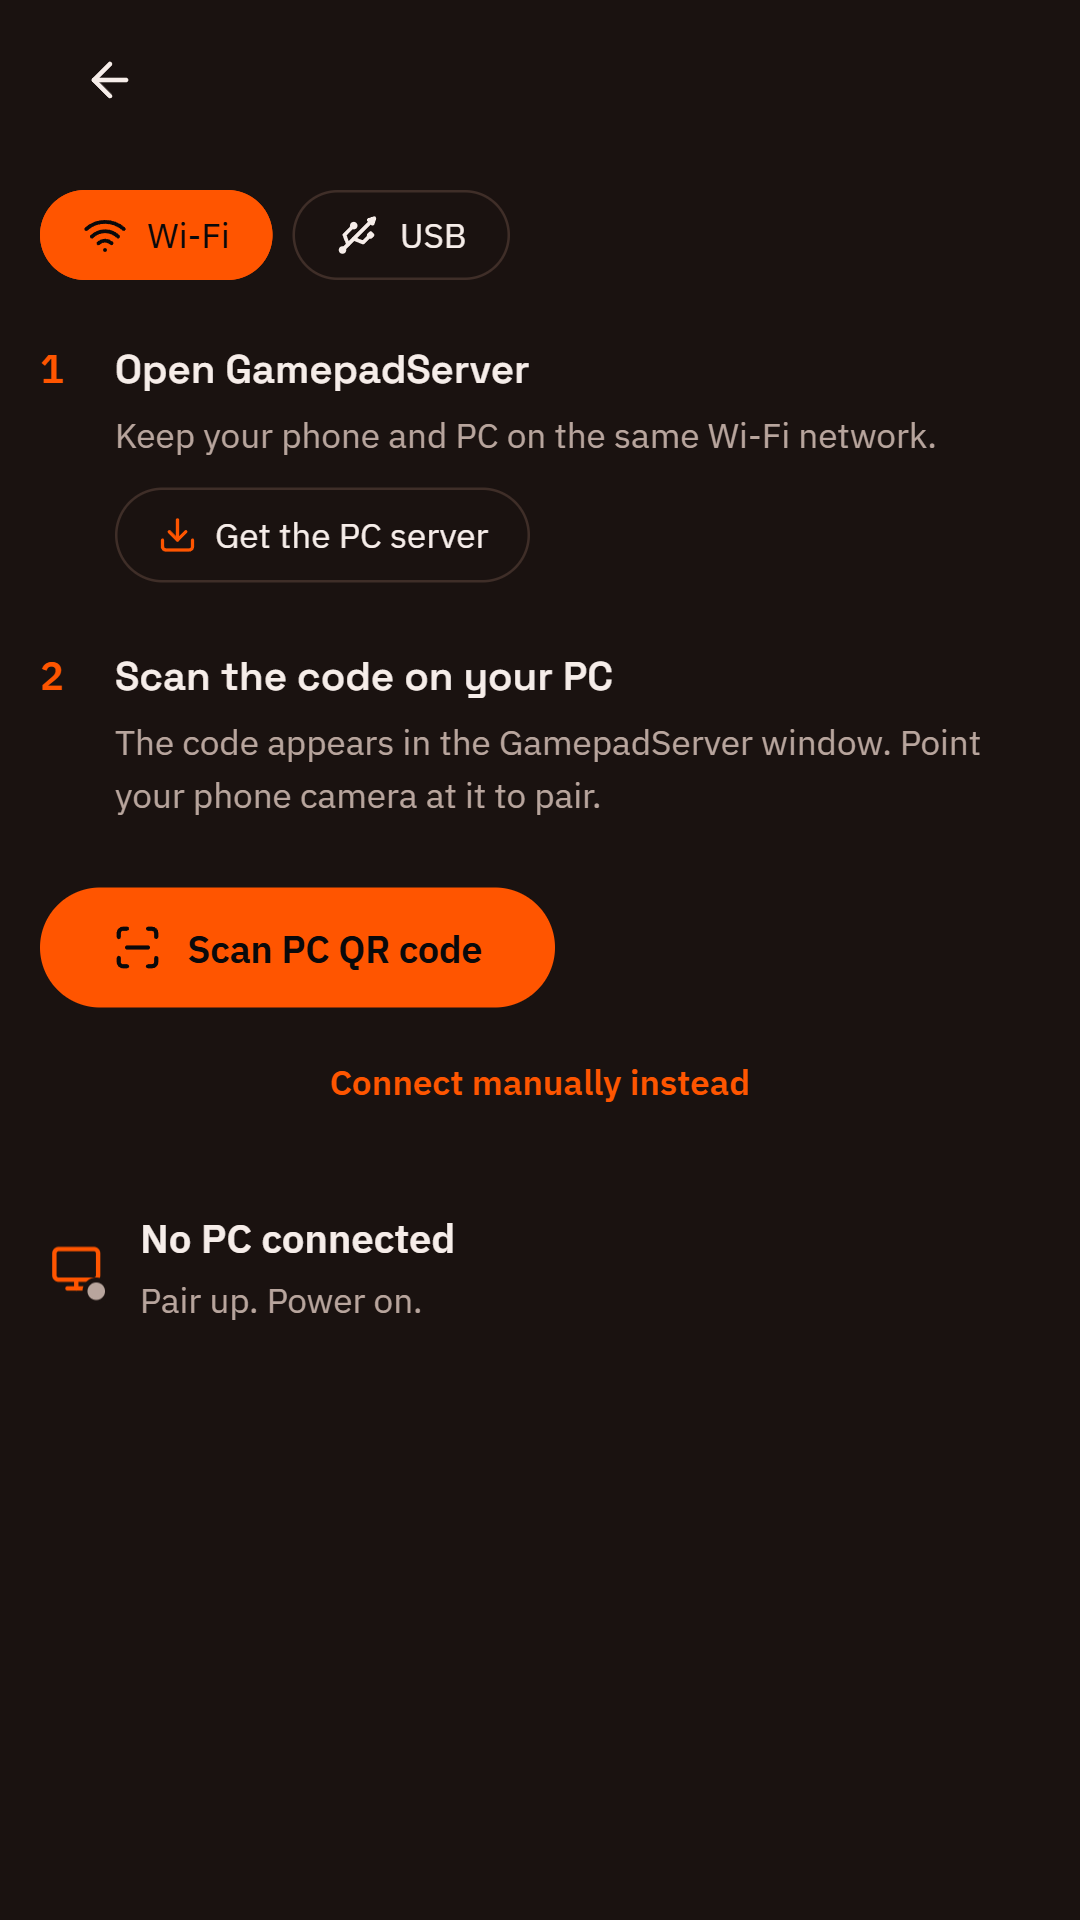 Wi-Fi
USB
1
Open GamepadServer
Keep your phone and PC on the same Wi-Fi network.
Get the PC server
2
Scan the code on your PC
The code appears in the GamepadServer window. Point
your phone camera at it to pair.
Scan PC QR code
Connect manually instead
No PC connected
Pair up. Power on.